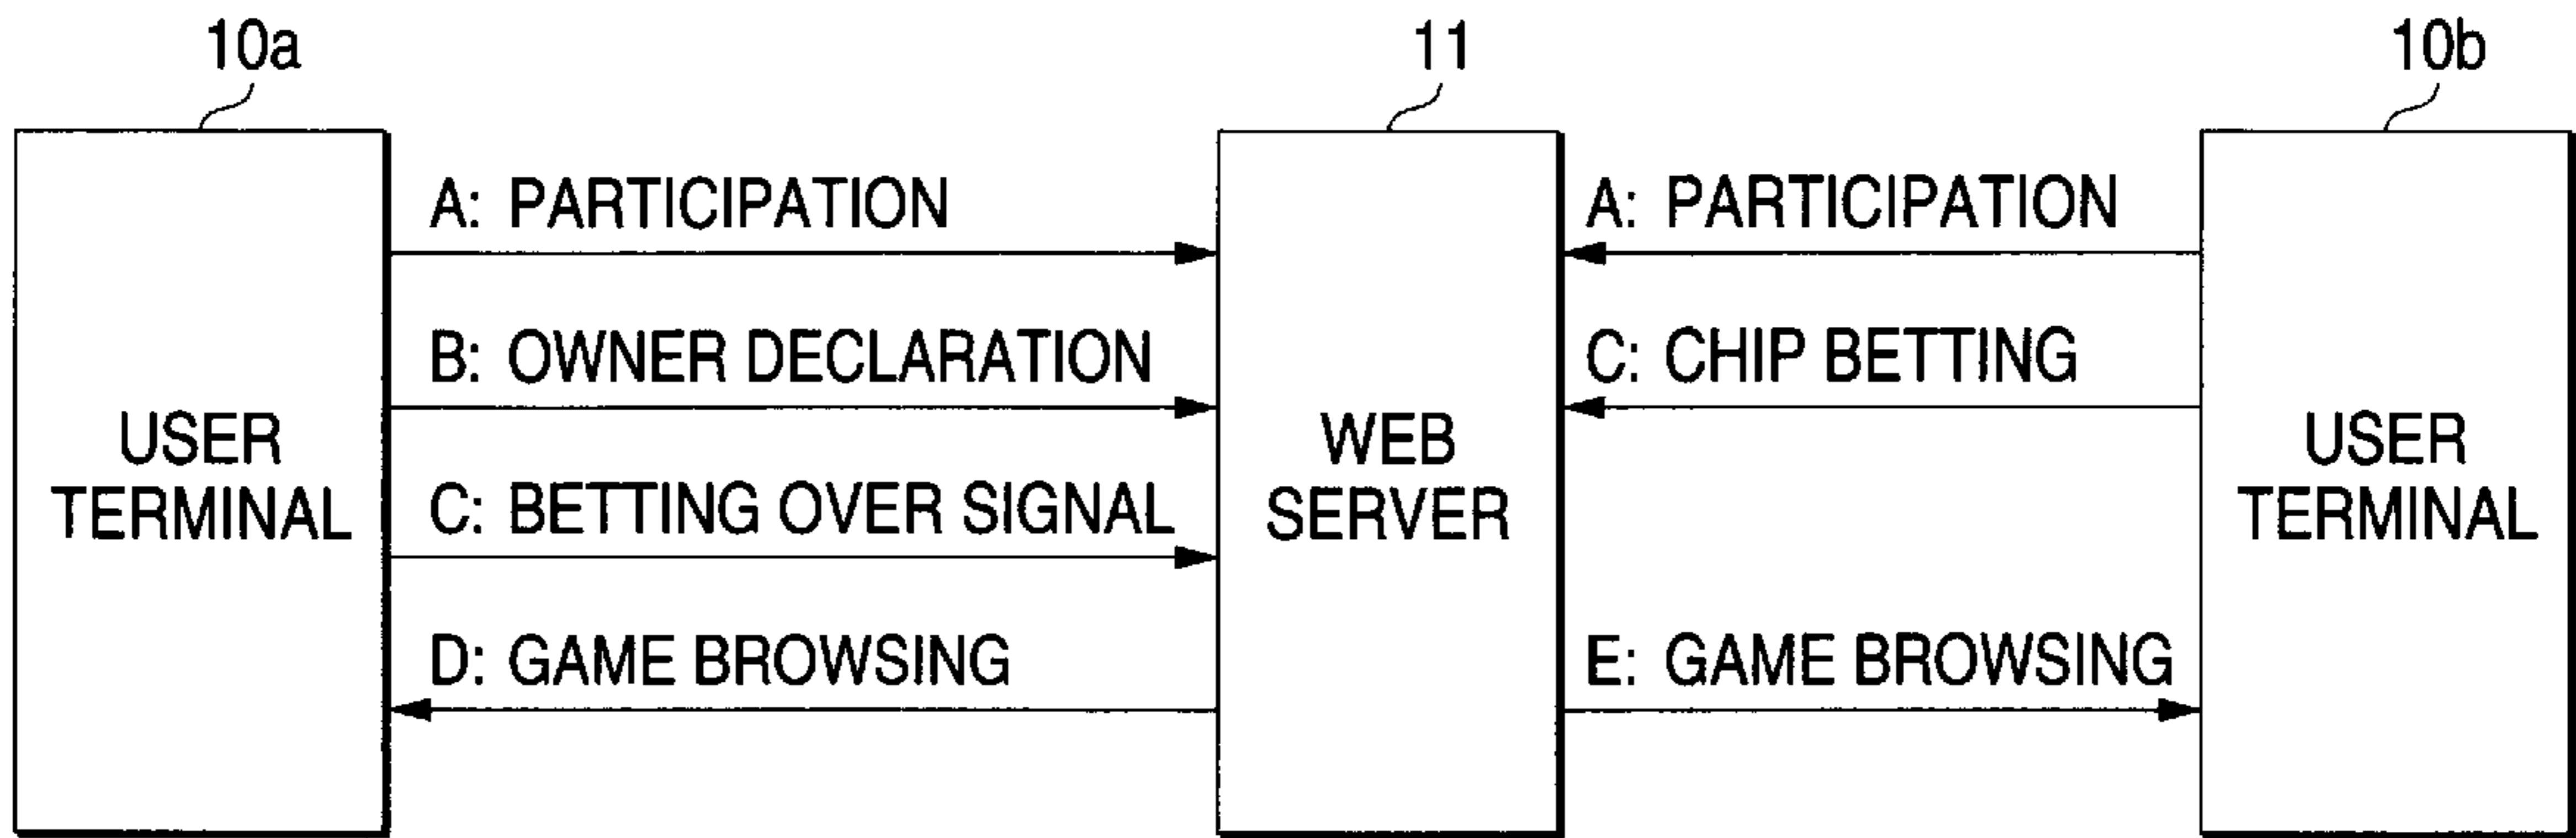 10a
11
10b
A: PARTICIPATION
A: PARTICIPATION
B: OWNER DECLARATION
C: CHIP BETTING
USER
TERMINAL
WEB
SERVER
USER
TERMINAL
C: BETTING OVER SIGNAL
D: GAME BROWSING
E: GAME BROWSING